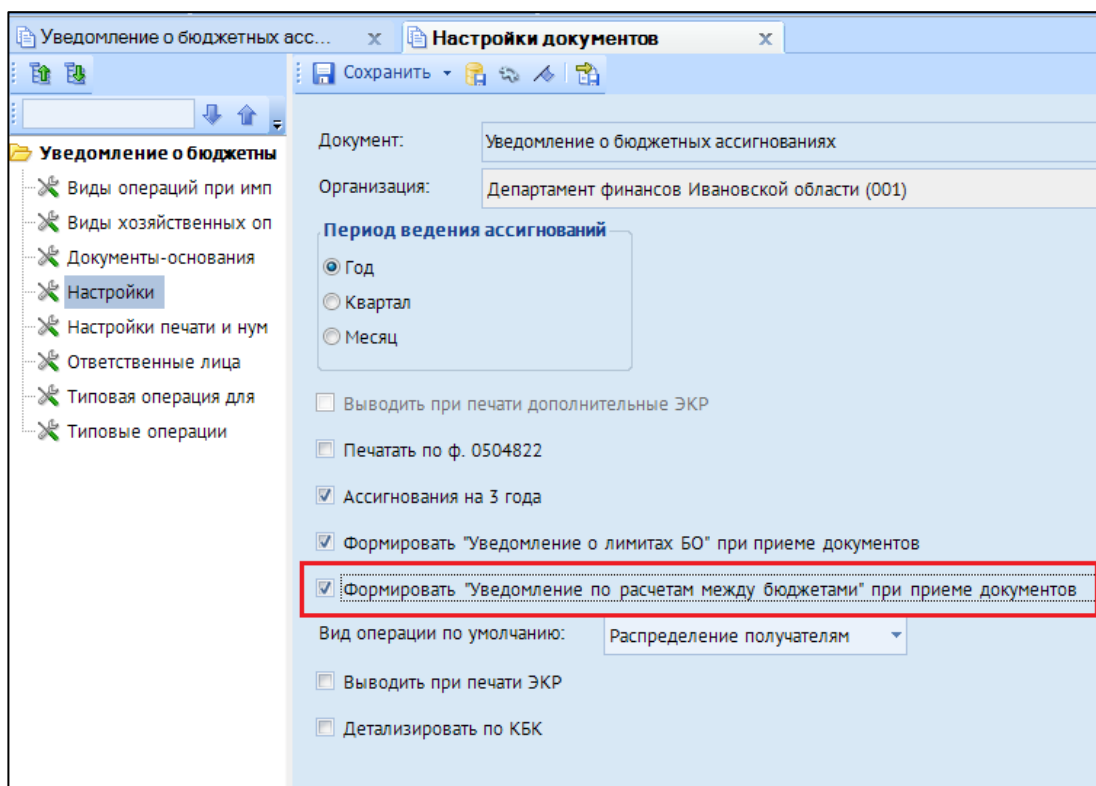 Уведомление о бюджетных асс...
Настройки документов
Сохранить
Документ:
Уведомление о бюджетных ассигнованиях
Организация:
Департамент финансов Ивановской области (001)
Уведомление о бюджетны
Виды операций при имп
Виды хозяйственных оп
Документы-основания
Настройки
Настройки печати и нум
Ответственные лица
Типовая операция для
Типовые операции
Период ведения ассигнований
Год
Квартал
Месяц
Выводить при печати дополнительные ЭКР
Печатать по ф. 0504822
Ассигнования на 3 года
Формировать "Уведомление о лимитах БО" при приеме документов
Формировать "Уведомление по расчетам между бюджетами" при приеме документов
Вид операции по умолчанию:
Распределение получателям
Выводить при печати ЭКР
Детализировать по КБК